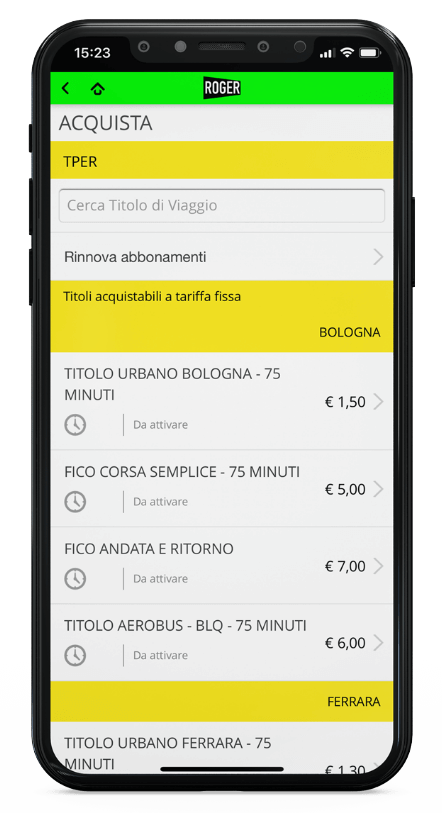 15:23
ROGER
ACQUISTA
TPER
Cerca Titolo di Viaggio
Rinnova abbonamenti
Titoli acquistabili a tariffa fissa
BOLOGNA
TITOLO URBANO BOLOGNA - 75
MINUTI
€ 1,50
Da attivare
FICO CORSA SEMPLICE - 75 MINUTI
€ 5,00
Da attivare
FICO ANDATA E RITORNO
€ 7,00
Da attivare
TITOLO AEROBUS - BLQ - 75 MINUTI
€ 6,00
Da attivare
FERRARA
TITOLO URBANO FERRARA - 75
MINUTI
€ 1,30